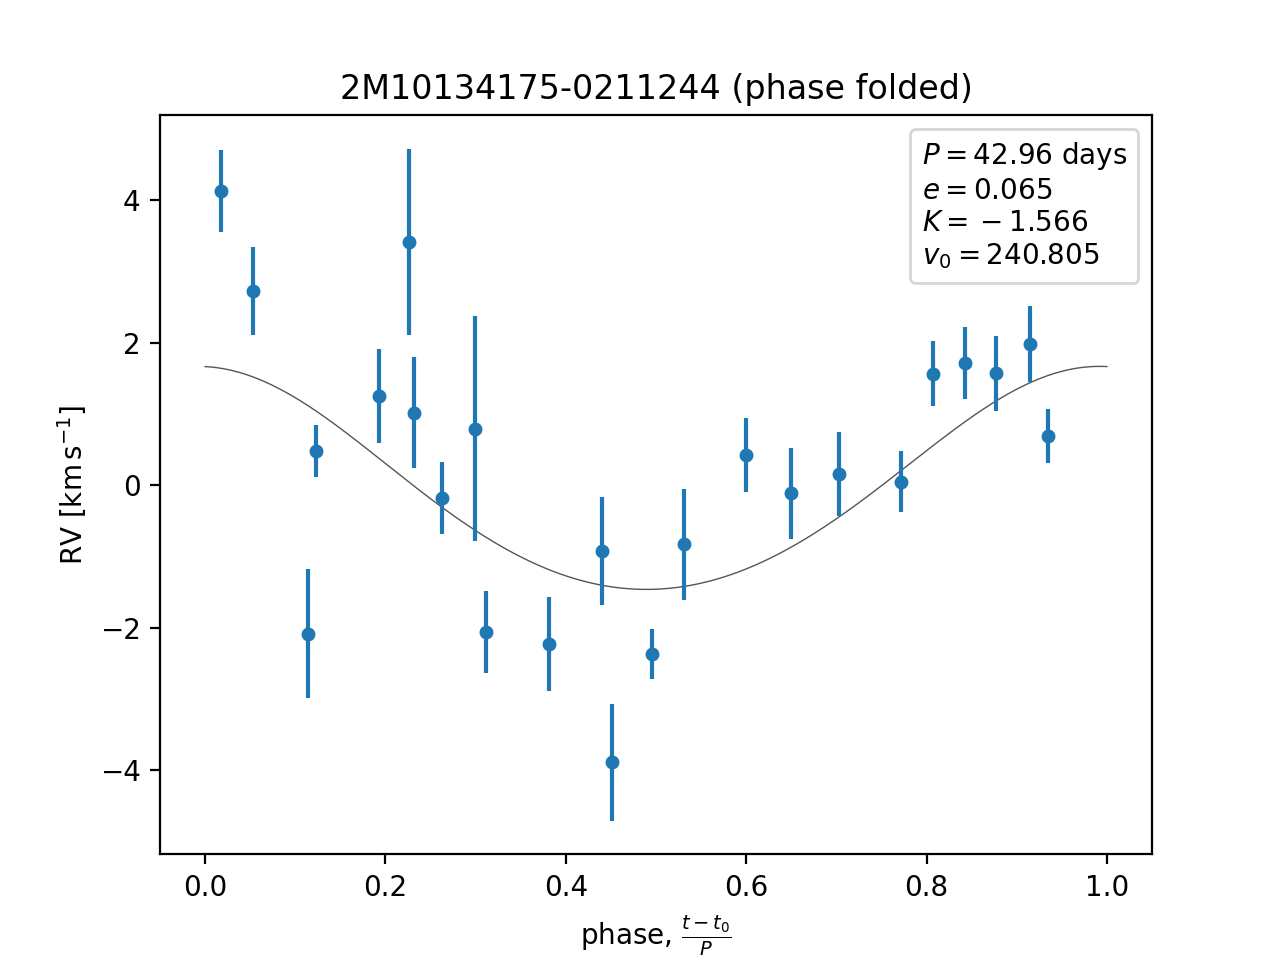 2M10134175-0211244 (phase folded)
P = 42.96 days
e = 0.065
K = −1.566
v₀ = 240.805
RV [km s⁻¹]
4
2
0
−2
−4
0.0 0.2 0.4 0.6 0.8 1.0
phase, (t − t₀)/P